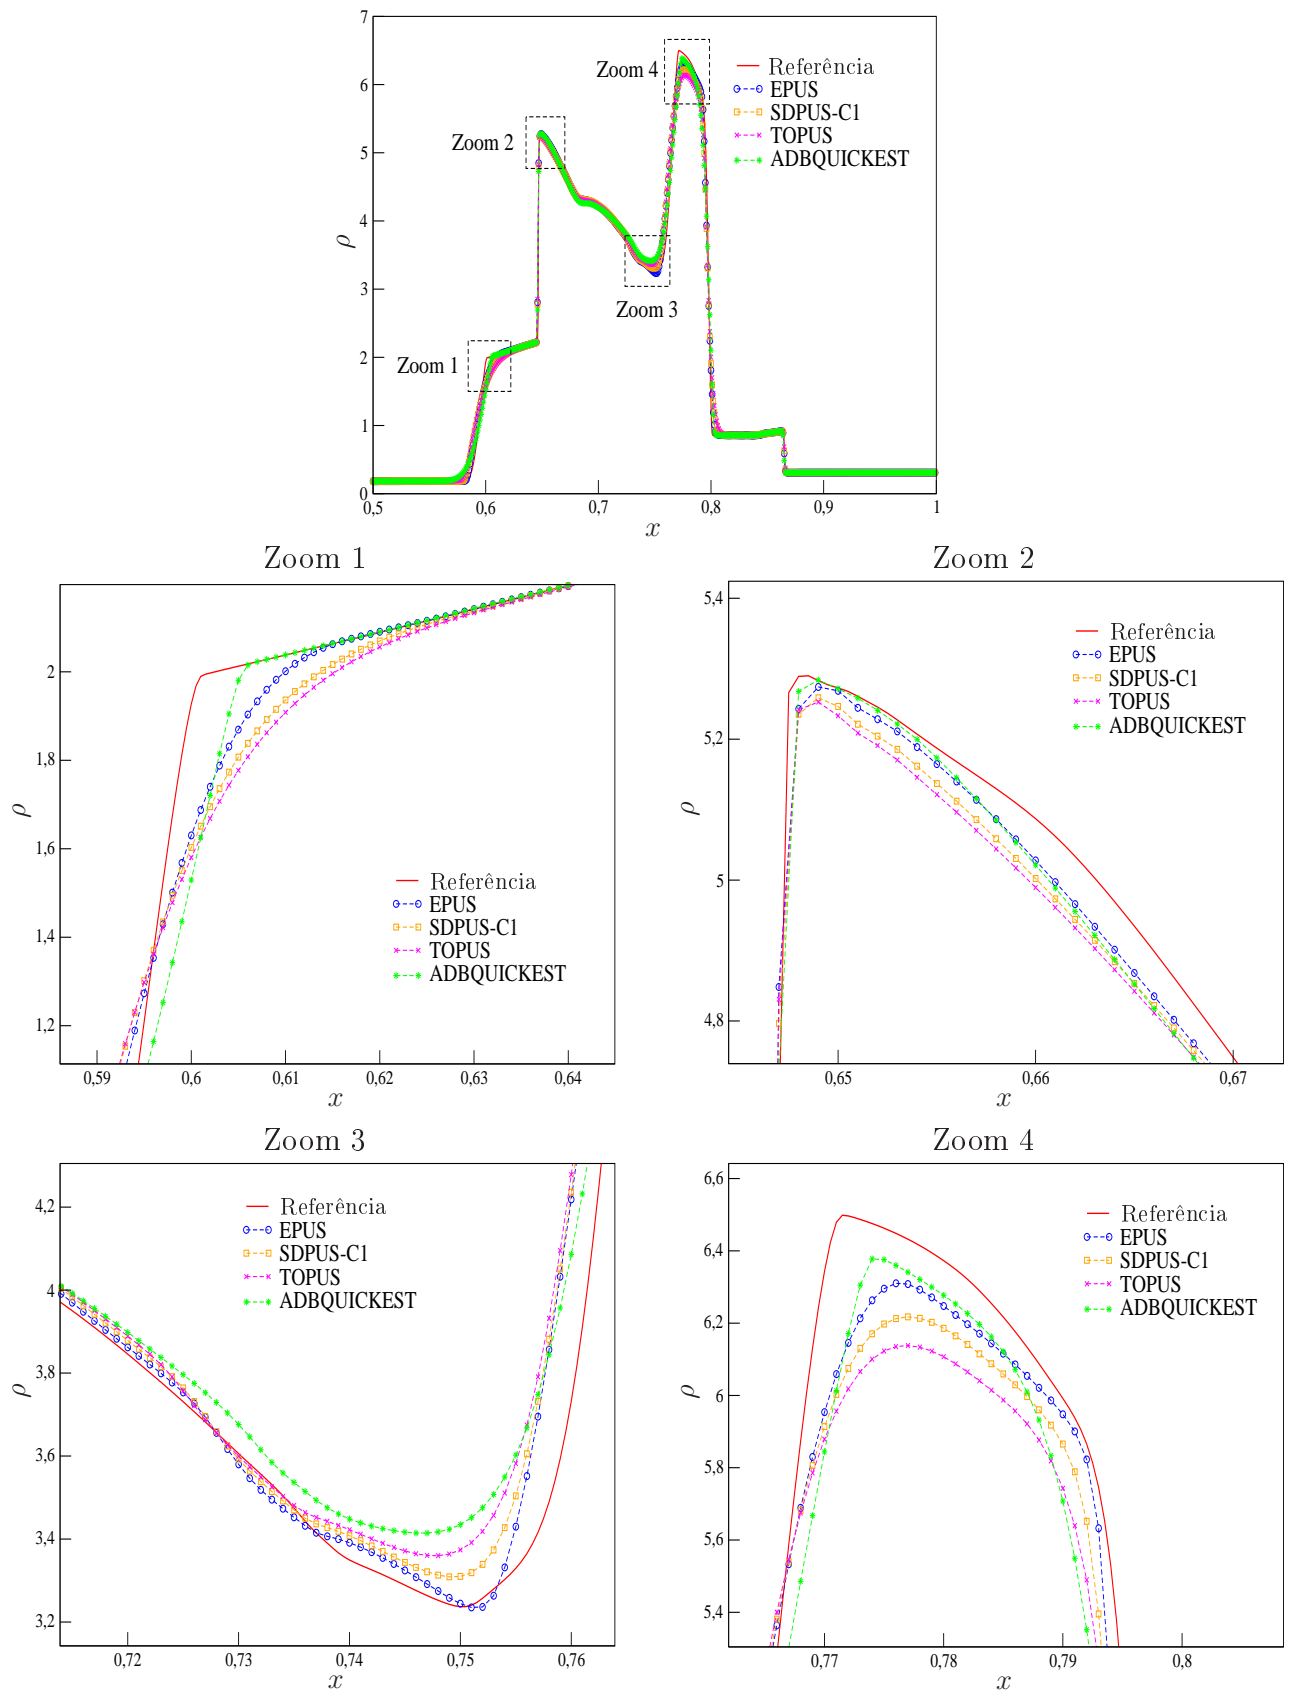 7
6
5
4
3
2
1
0
ρ
0,5
0,6
0,7
0,8
0,9
1
x
Zoom 1
Zoom 2
Zoom 3
Zoom 4
Referência
EPUS
SDPUS-C1
TOPUS
ADBQUICKEST
Zoom 1
2
1,8
1,6
1,4
1,2
ρ
0,59
0,6
0,61
0,62
0,63
0,64
x
Referência
EPUS
SDPUS-C1
TOPUS
ADBQUICKEST
Zoom 2
5,4
5,2
5
4,8
ρ
0,65
0,66
0,67
x
Referência
EPUS
SDPUS-C1
TOPUS
ADBQUICKEST
Zoom 3
4,2
4
3,8
3,6
3,4
3,2
ρ
0,72
0,73
0,74
0,75
0,76
x
Referência
EPUS
SDPUS-C1
TOPUS
ADBQUICKEST
Zoom 4
6,6
6,4
6,2
6
5,8
5,6
5,4
ρ
0,77
0,78
0,79
0,8
x
Referência
EPUS
SDPUS-C1
TOPUS
ADBQUICKEST